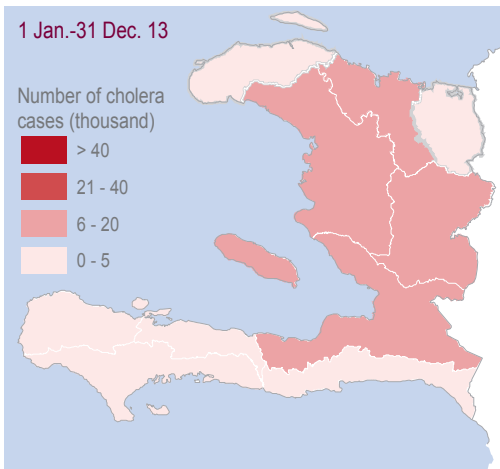 1 Jan.-31 Dec. 13
Number of cholera
cases (thousand)
> 40
21 - 40
6 - 20
0 - 5